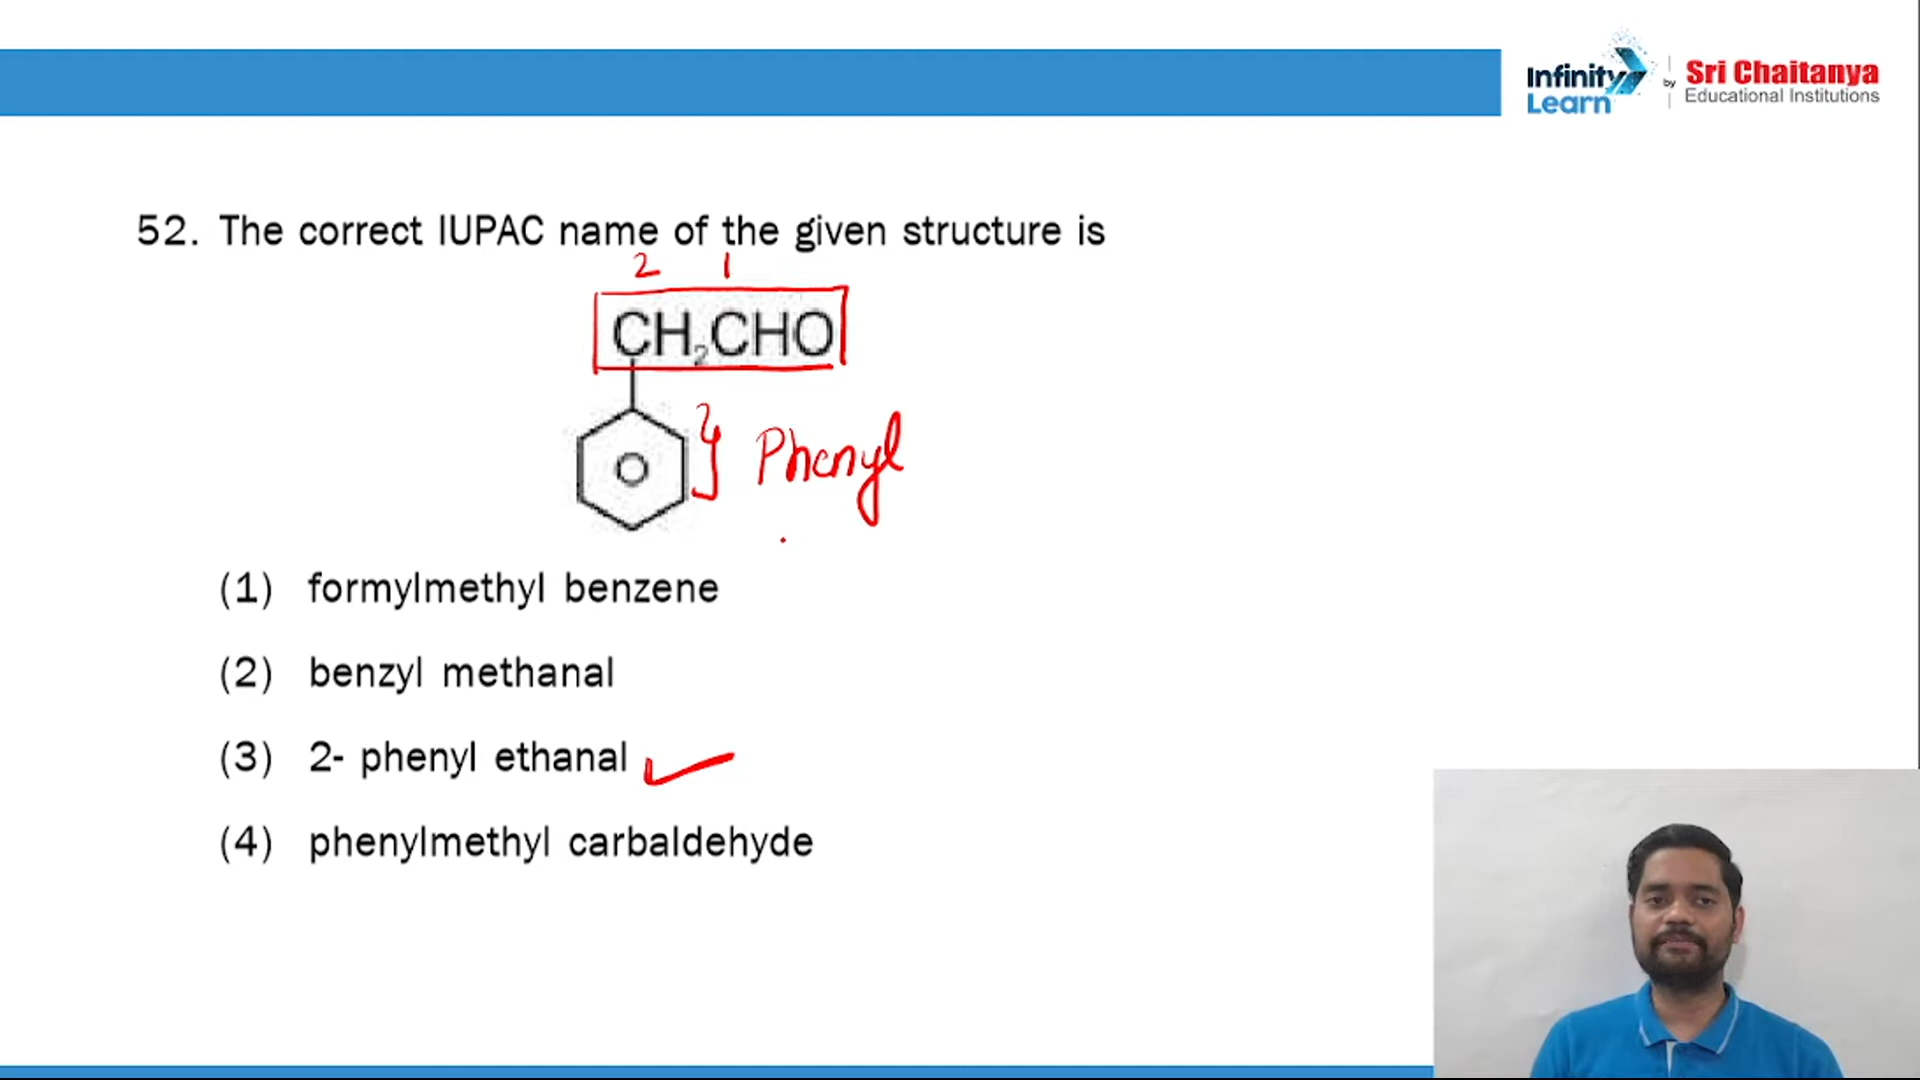 Infinity Learn by Sri Chaitanya Educational Institutions
52. The correct IUPAC name of the given structure is
2 1
CH₂CHO
Phenyl
(1) formylmethyl benzene
(2) benzyl methanal
(3) 2- phenyl ethanal
(4) phenylmethyl carbaldehyde